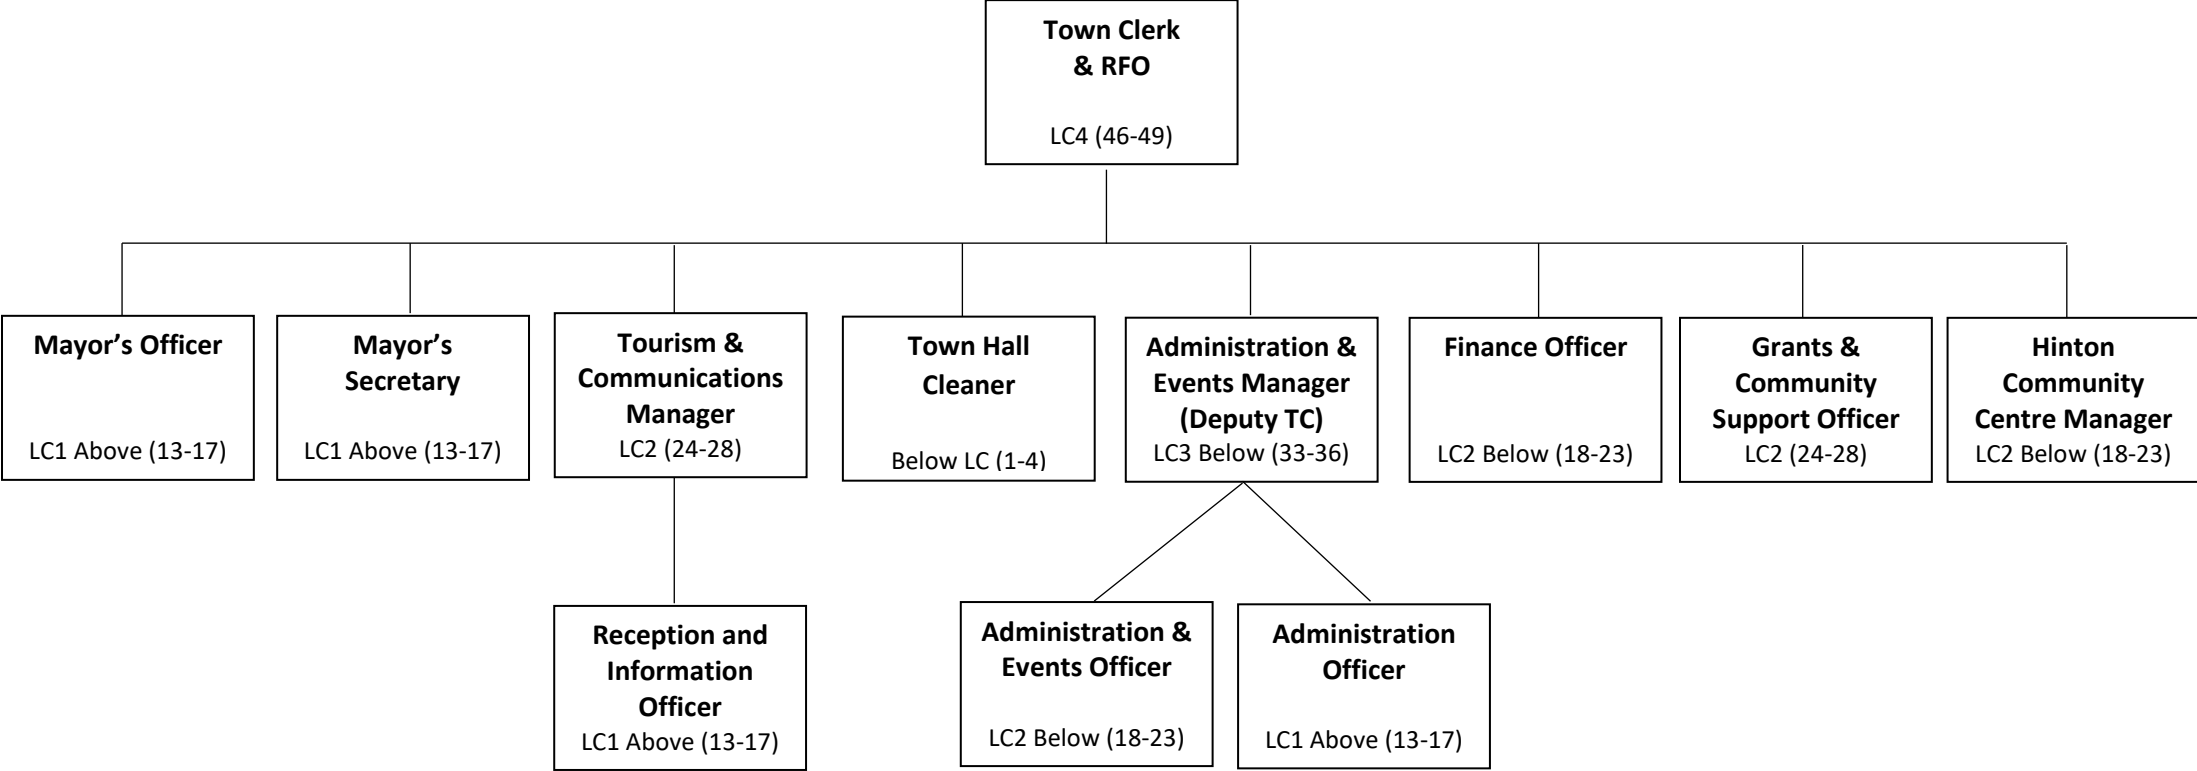 Town Clerk
& RFO
LC4 (46-49)
Mayor’s Officer
LC1 Above (13-17)
Mayor’s
Secretary
LC1 Above (13-17)
Tourism &
Communications
Manager
LC2 (24-28)
Town Hall
Cleaner
Below LC (1-4)
Administration &
Events Manager
(Deputy TC)
LC3 Below (33-36)
Finance Officer
LC2 Below (18-23)
Grants &
Community
Support Officer
LC2 (24-28)
Hinton
Community
Centre Manager
LC2 Below (18-23)
Reception and
Information
Officer
LC1 Above (13-17)
Administration &
Events Officer
LC2 Below (18-23)
Administration
Officer
LC1 Above (13-17)